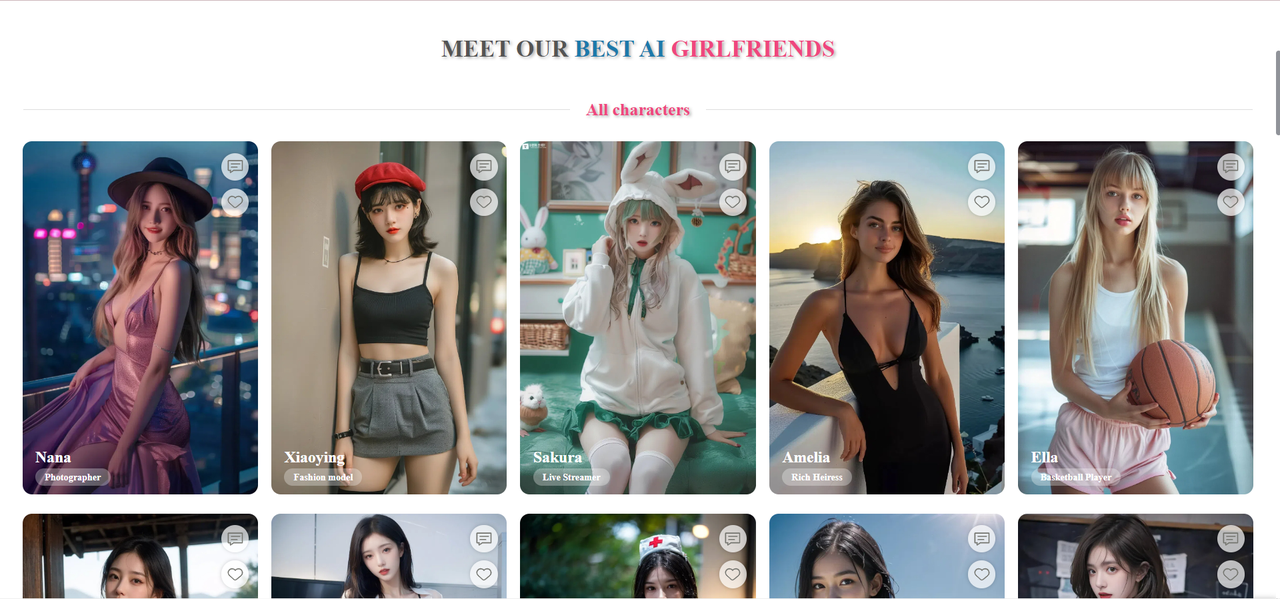 MEET OUR BEST AI GIRLFRIENDS
All characters
Nana
Photographer
Xiaoying
Fashion model
Sakura
Live Streamer
Amelia
Rich Heiress
Ella
Basketball Player